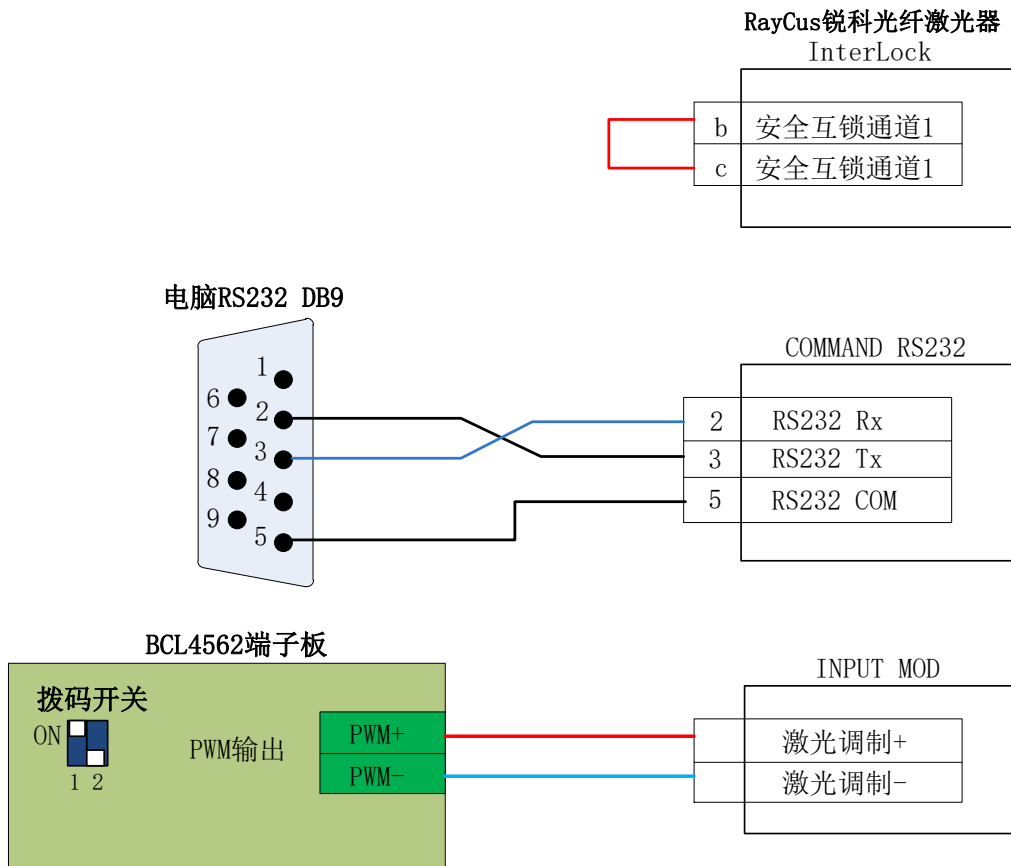 RayCus锐科光纤激光器
InterLock
b 安全互锁通道1
c 安全互锁通道1
电脑RS232 DB9
1
6
2
7
3
8
4
9
5
COMMAND RS232
2 RS232 Rx
3 RS232 Tx
5 RS232 COM
BCL4562端子板
拨码开关
ON
1 2
PWM输出
PWM+
PWM-
INPUT MOD
激光调制+
激光调制-